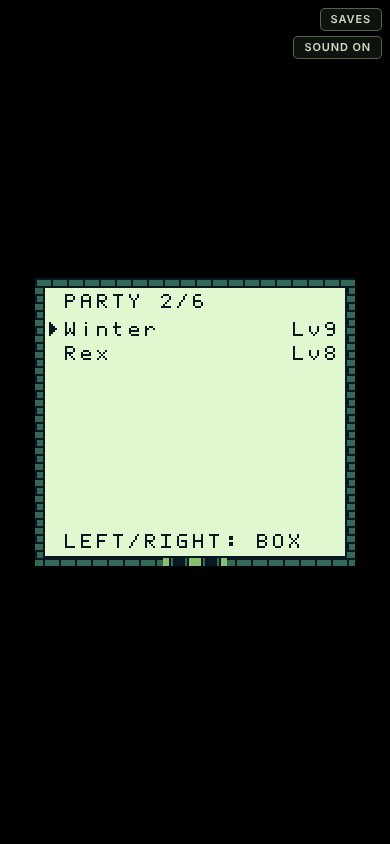 SAVES
SOUND ON
PARTY 2/6
Winter Lv9
Rex Lv8
LEFT/RIGHT: BOX